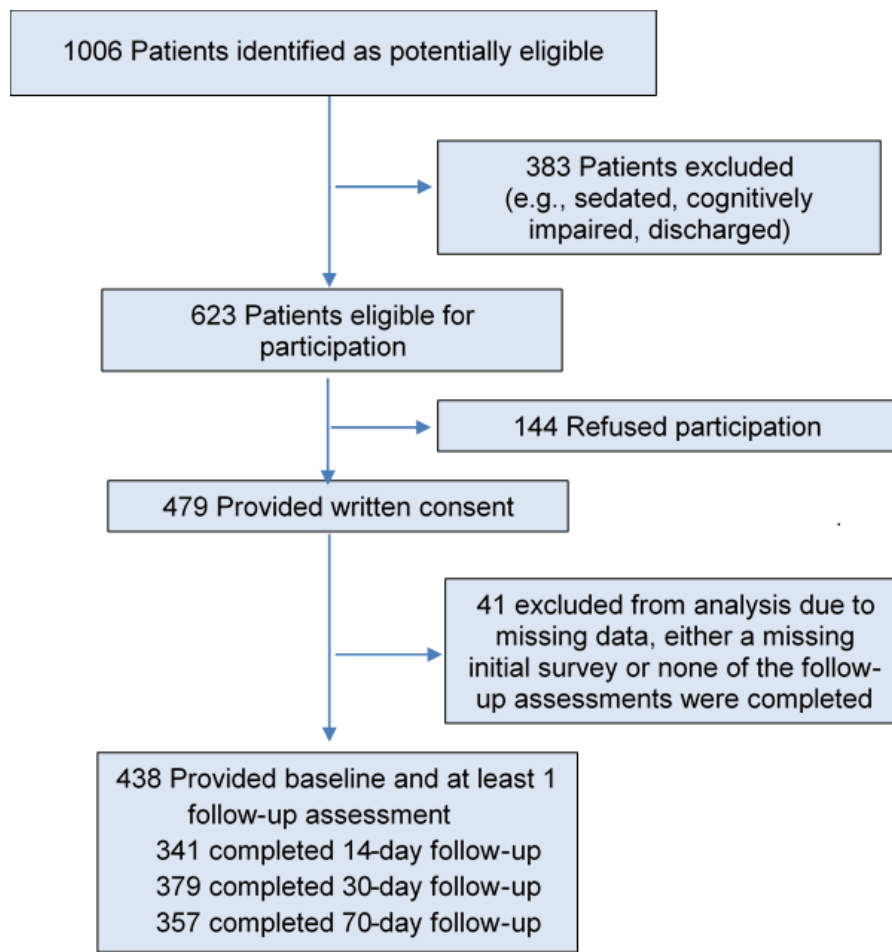 1006 Patients identified as potentially eligible
383 Patients excluded
(e.g., sedated, cognitively
impaired, discharged)
623 Patients eligible for
participation
144 Refused participation
479 Provided written consent
.
41 excluded from analysis due to
missing data, either a missing
initial survey or none of the follow-
up assessments were completed
438 Provided baseline and at least 1
follow-up assessment
341 completed 14-day follow-up
379 completed 30-day follow-up
357 completed 70-day follow-up